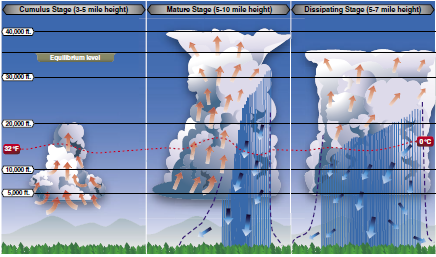 Cumulus Stage (3-5 mile height)
Mature Stage (5-10 mile height)
Dissipating Stage (5-7 mile height)
40,000 ft.
Equilibrium level
30,000 ft.
20,000 ft.
32°F
0°C
10,000 ft.
5,000 ft.